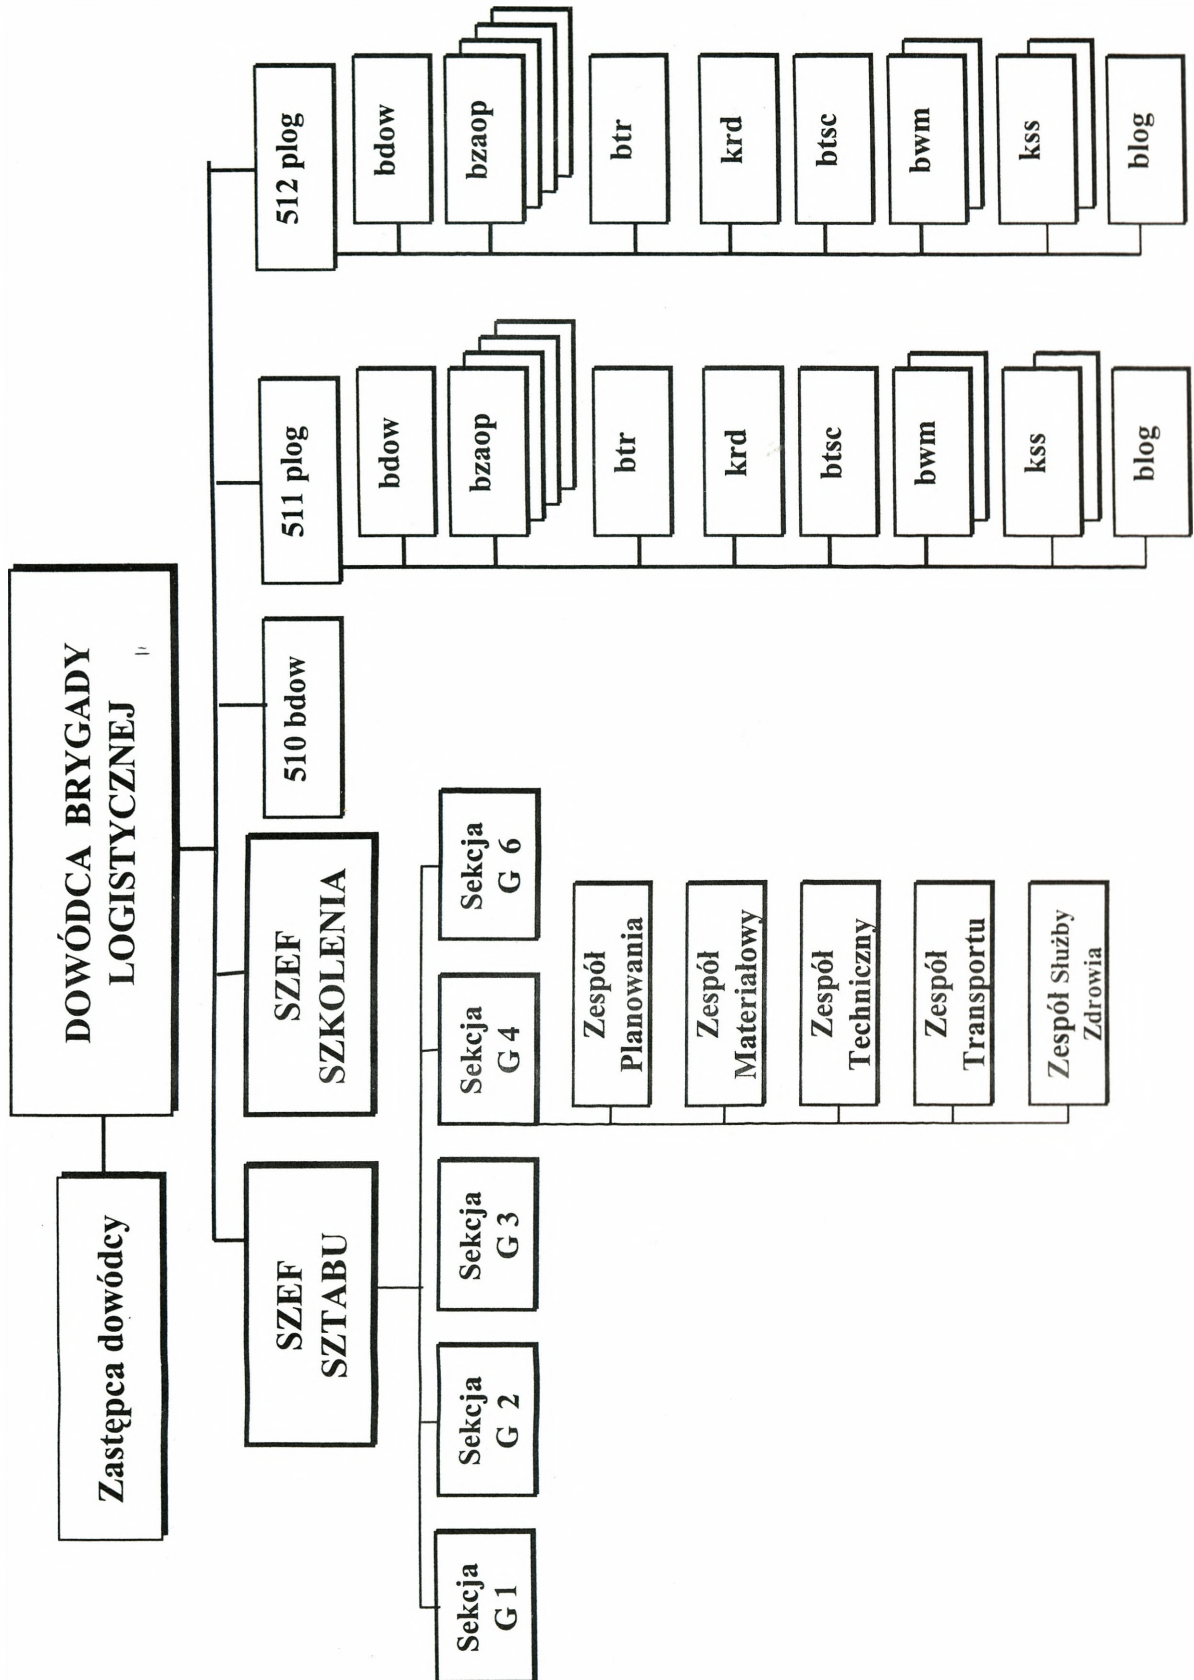 DOWÓDCA BRYGADY
LOGISTYCZNEJ
Zastępca dowódcy
SZEF
SZTABU
SZEF
SZKOLENIA
510 bdow
511 plog
512 plog
Sekcja
G 1
Sekcja
G 2
Sekcja
G 3
Sekcja
G 4
Sekcja
G 6
Zespół
Planowania
Zespół
Materiałowy
Zespół
Techniczny
Zespół
Transportu
Zespół Służby
Zdrowia
bdow
bzaop
btr
krd
btsc
bwm
kss
blog
bdow
bzaop
btr
krd
btsc
bwm
kss
blog